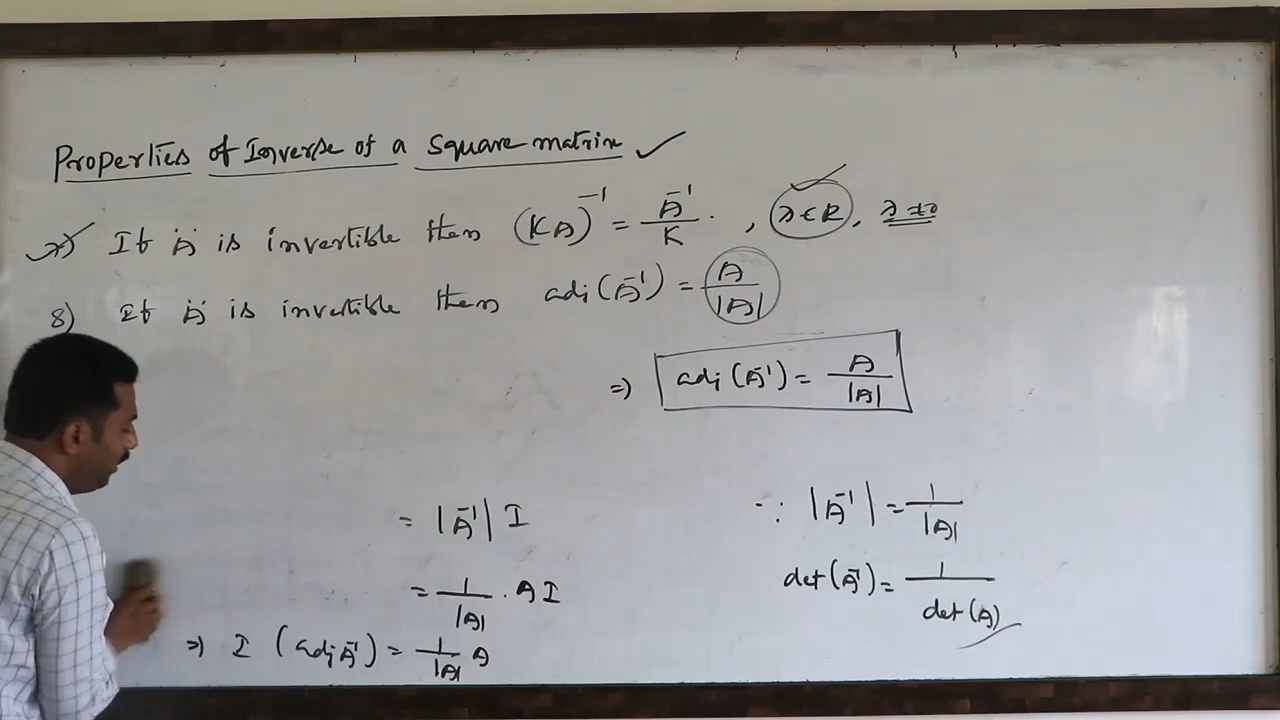 Properties of Inverse of a Square matrix ✓
7) If 'A' is invertible then (KA)⁻¹ = A⁻¹/K . , λ ∈ R, λ ≠ 0
8) If 'A' is invertible then adj(A⁻¹) = A/|A|
⇒ adj(A⁻¹) = A/|A|
= |A⁻¹| I ∵ |A⁻¹| = 1/|A|
= 1/|A| . A I det(A⁻¹) = 1/det(A)
⇒ I (adj A⁻¹) = 1/|A| A